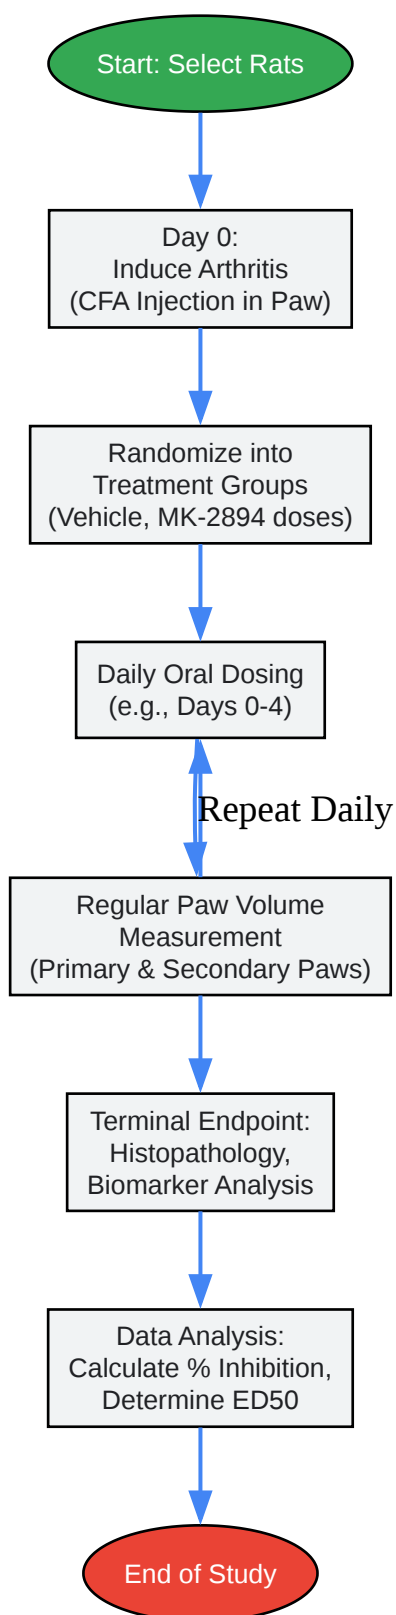 Start: Select Rats
Day 0:
Induce Arthritis
(CFA Injection in Paw)
Randomize into
Treatment Groups
(Vehicle, MK-2894 doses)
Daily Oral Dosing
(e.g., Days 0-4)
Repeat Daily
Regular Paw Volume
Measurement
(Primary & Secondary Paws)
Terminal Endpoint:
Histopathology,
Biomarker Analysis
Data Analysis:
Calculate % Inhibition,
Determine ED50
End of Study